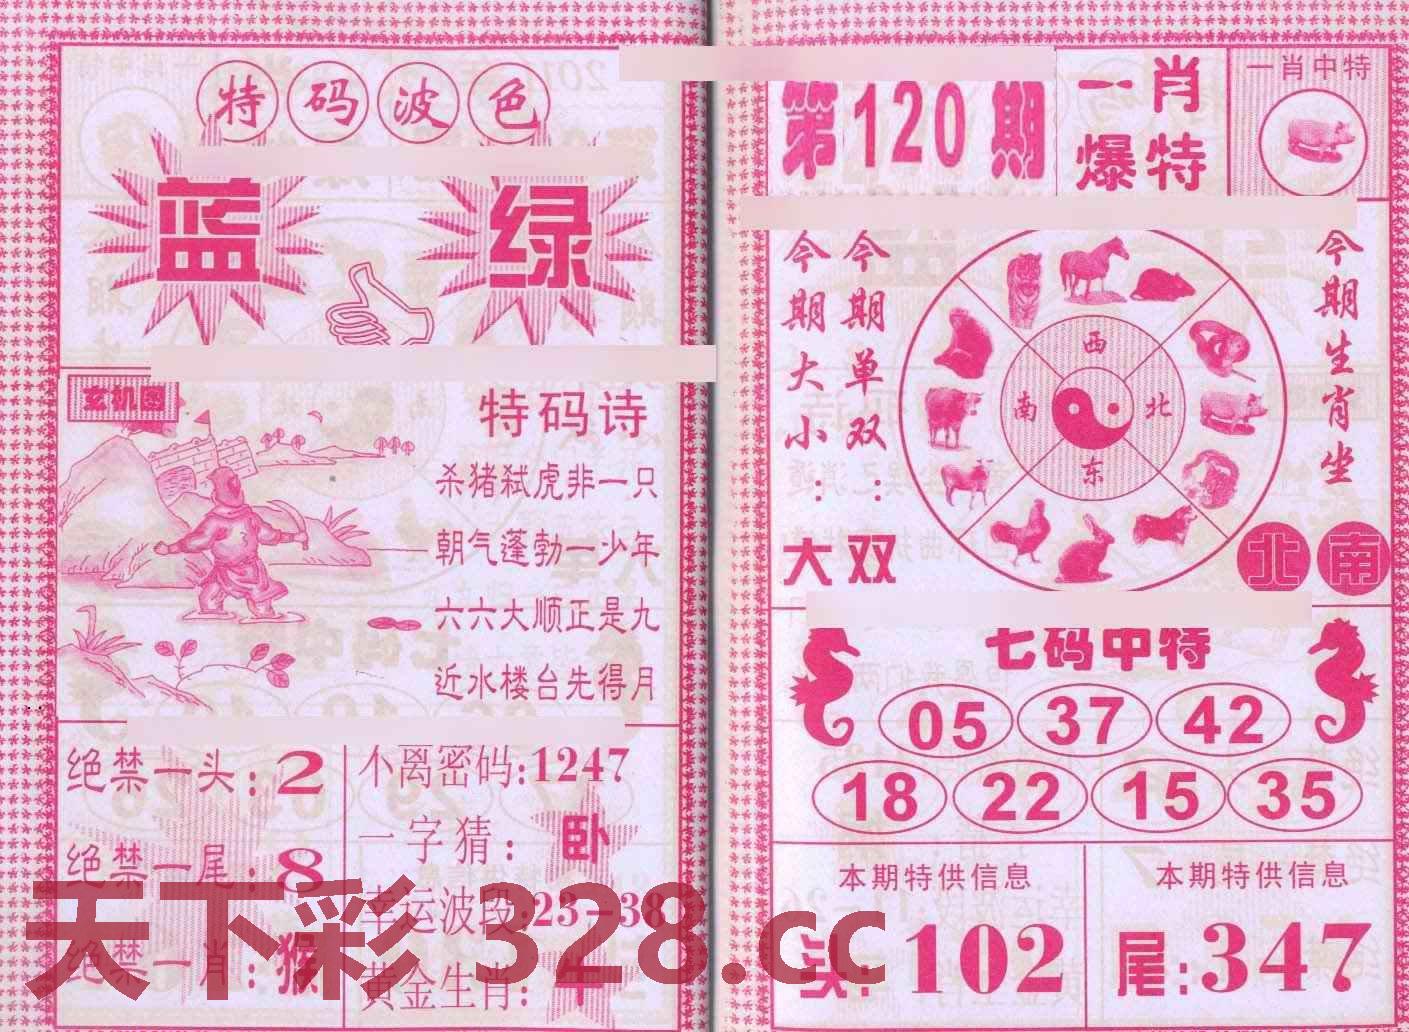 特码波色
蓝 绿
玄机图
特码诗
杀猪弑虎非一只
朝气蓬勃一少年
六六大顺正是九
近水楼台先得月
绝禁一头：2
绝禁一尾：8
绝禁一肖：猴
不离密码：1247
一字猜：卧
幸运波段：23-38
黄金生肖：牛
天下彩 328.cc
第120期
一肖
爆特
一肖中特
今期大小：大
今期单双：双
西
南 北
东
今期生肖坐
北 南
七码中特
05 37 42
18 22 15 35
本期特供信息
头：102
本期特供信息
尾：347